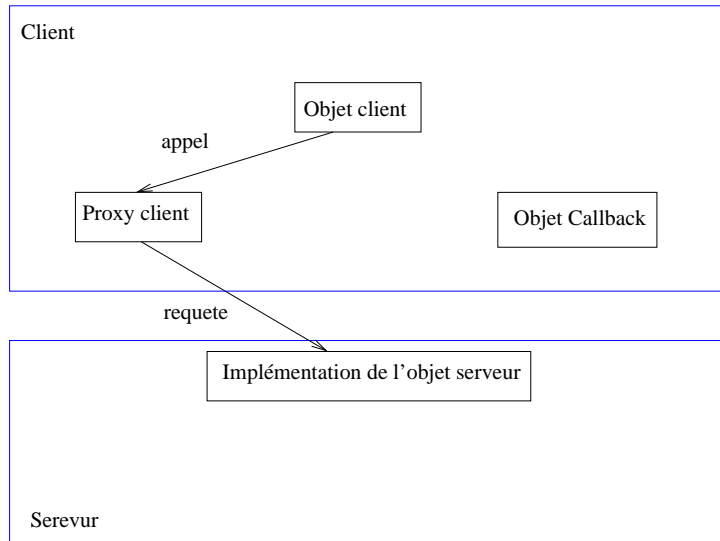 Client
Objet client
appel
Proxy client
Objet Callback
requete
Implémentation de l'objet serveur
Serevur